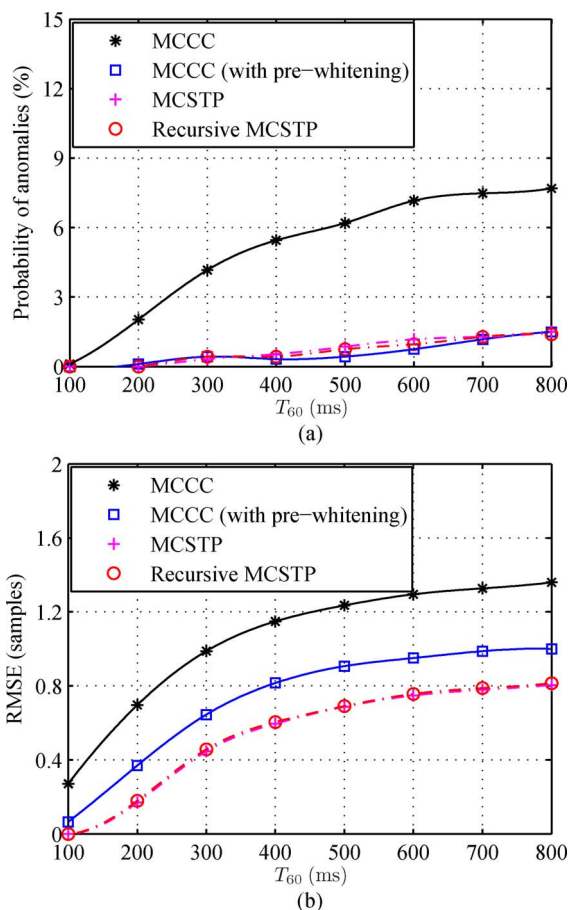 15
12
9
6
3
0
Probability of anomalies (%)
MCCC
MCCC (with pre−whitening)
MCSTP
Recursive MCSTP
100 200 300 400 500 600 700 800
T60 (ms)
(a)
2
1.6
1.2
0.8
0.4
0
RMSE (samples)
MCCC
MCCC (with pre−whitening)
MCSTP
Recursive MCSTP
100 200 300 400 500 600 700 800
T60 (ms)
(b)